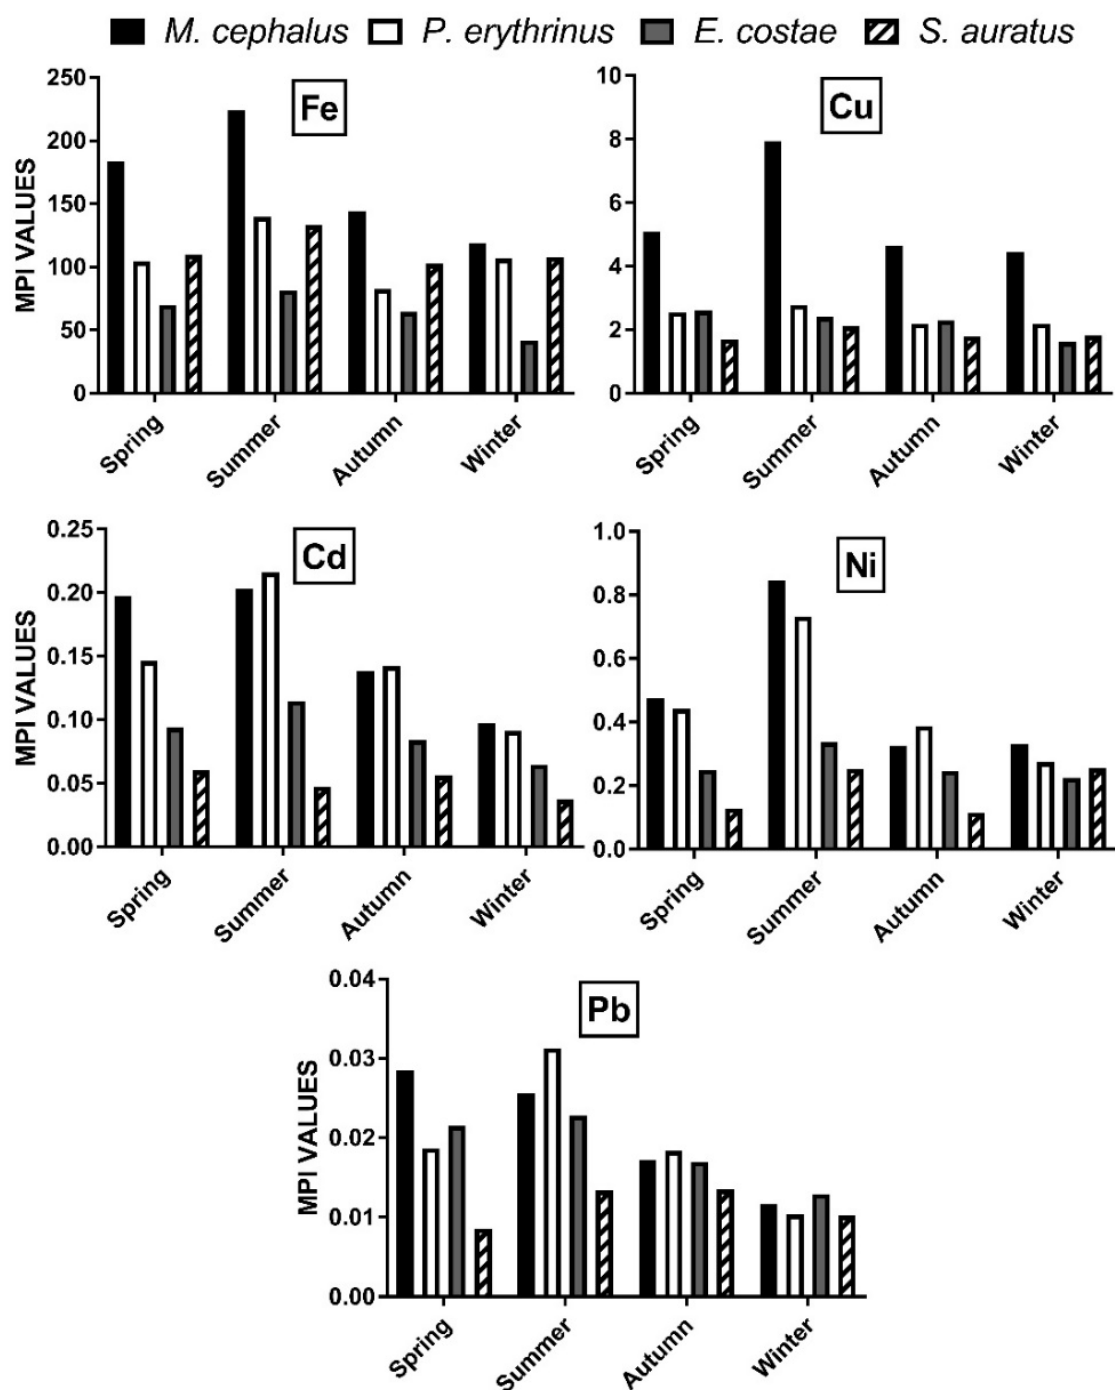 M. cephalus P. erythrinus E. costae S. auratus
Fe
MPI VALUES
250
200
150
100
50
0
Spring Summer Autumn Winter
Cu
10
8
6
4
2
0
Spring Summer Autumn Winter
Cd
MPI VALUES
0.25
0.20
0.15
0.10
0.05
0.00
Spring Summer Autumn Winter
Ni
1.0
0.8
0.6
0.4
0.2
0.0
Spring Summer Autumn Winter
Pb
MPI VALUES
0.04
0.03
0.02
0.01
0.00
Spring Summer Autumn Winter